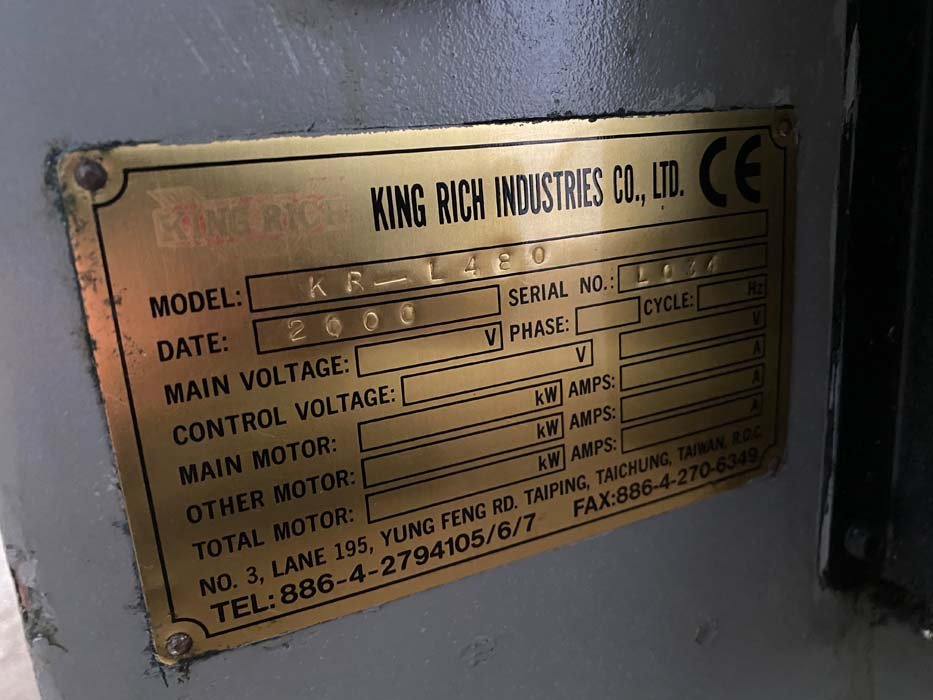 KING RICH
KING RICH INDUSTRIES CO., LTD. CE
MODEL: KR-L480
DATE: 2000 SERIAL NO.: L034
MAIN VOLTAGE: V PHASE: CYCLE: Hz
CONTROL VOLTAGE: V V
MAIN MOTOR: kW AMPS: A
OTHER MOTOR: kW AMPS: A
TOTAL MOTOR: kW AMPS: A
NO. 3, LANE 195, YUNG FENG RD. TAIPING, TAICHUNG, TAIWAN, R.O.C.
TEL:886-4-2794105/6/7 FAX:886-4-270-6349